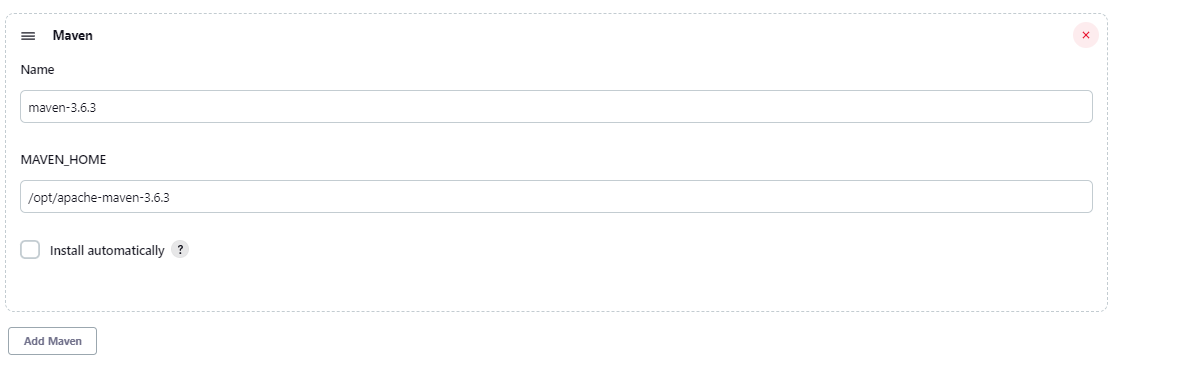 Maven
Name
maven-3.6.3
MAVEN_HOME
/opt/apache-maven-3.6.3
Install automatically ?
Add Maven